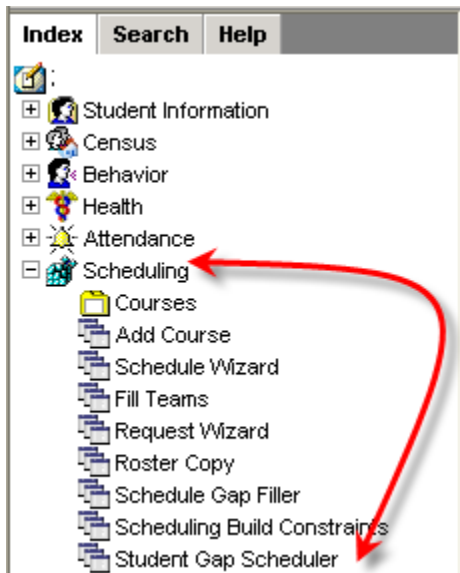 Index Search Help
:
Student Information
Census
Behavior
Health
Attendance
Scheduling
Courses
Add Course
Schedule Wizard
Fill Teams
Request Wizard
Roster Copy
Schedule Gap Filler
Scheduling Build Constraints
Student Gap Scheduler